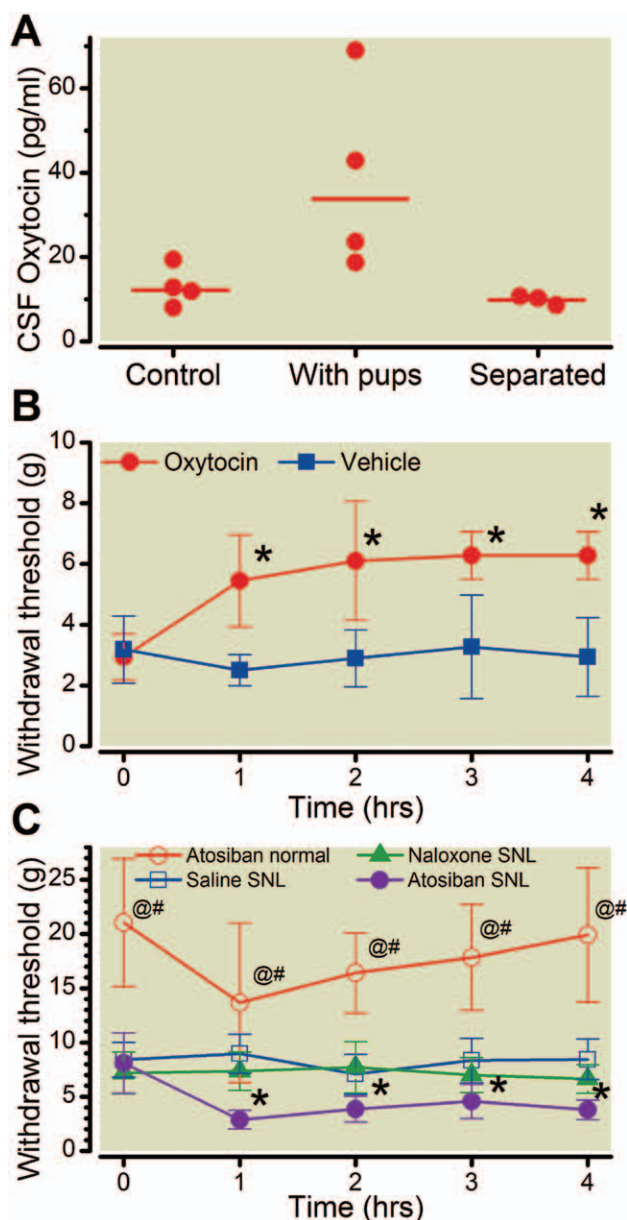 A
CSF Oxytocin (pg/ml)
60
40
20
0
Control With pups Separated
B
Withdrawal threshold (g)
10
8
6
4
2
0
Oxytocin Vehicle
* * * *
0 1 2 3 4
Time (hrs)
C
Withdrawal threshold (g)
25
20
15
10
5
0
Atosiban normal Naloxone SNL
Saline SNL Atosiban SNL
@# @# @# @# @#
* * * *
0 1 2 3 4
Time (hrs)